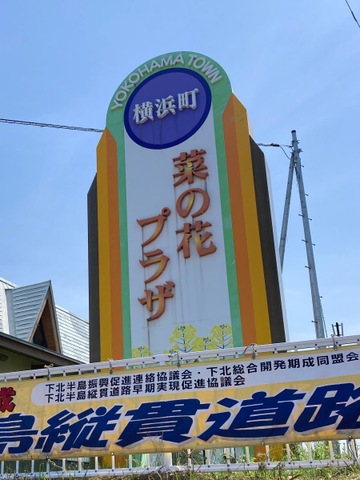 YOKOHAMA TOWN
横浜町
菜の花
プラザ
下北半島振興促進連絡協議会・下北総合開発期成同盟会
下北半島縦貫道路早期実現促進協議会
島縦貫道路